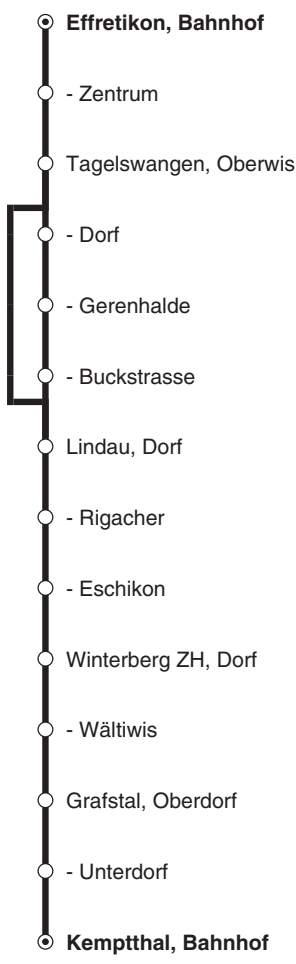 Effretikon, Bahnhof
- Zentrum
Tagelswangen, Oberwis
- Dorf
- Gerenhalde
- Buckstrasse
Lindau, Dorf
- Rigacher
- Eschikon
Winterberg ZH, Dorf
- Wältiwis
Grafstal, Oberdorf
- Unterdorf
Kemptthal, Bahnhof